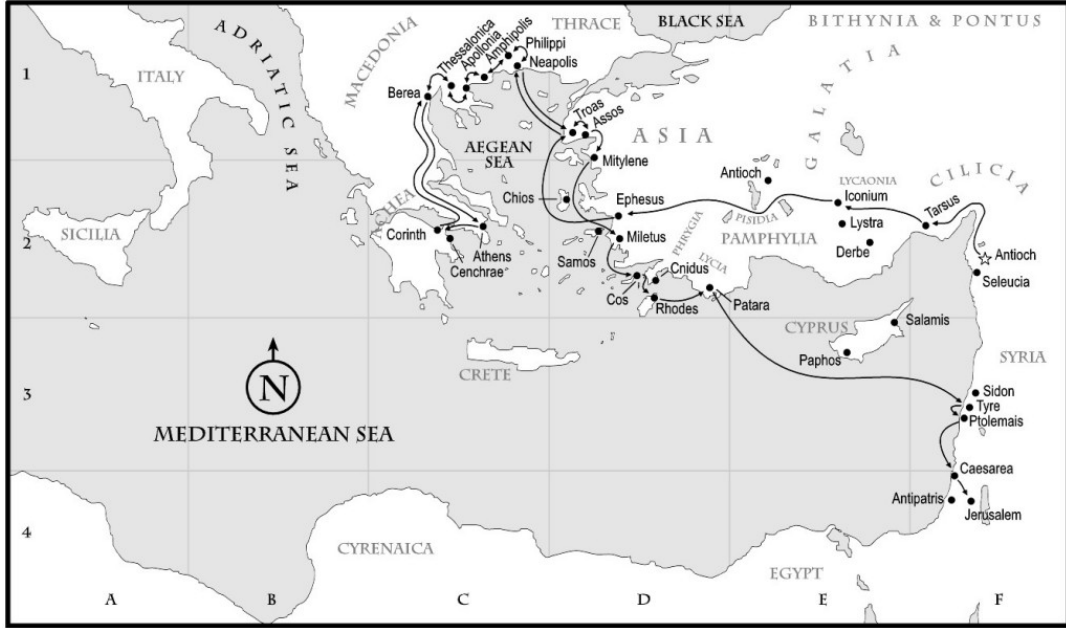 THRACE
BLACK SEA
BITHYNIA & PONTUS
ADRIATIC SEA
MACEDONIA
Thessalonica
Apollonia
Amphipolis
Philippi
Neapolis
1
ITALY
Berea
GALATIA
Troas
Assos
ASIA
AEGEAN
SEA
Mitylene
Antioch
LYCAONIA
CILICIA
Chios
Ephesus
Iconium
Tarsus
ACHEA
PISIDIA
PHRYGIA
Lystra
SICILIA
2
Corinth
Miletus
PAMPHYLIA
Derbe
Athens
Cenchrae
Samos
Antioch
LYCIA
Cnidus
Seleucia
Cos
Rhodes
Patara
CYPRUS
Salamis
Paphos
SYRIA
CRETE
N
3
Sidon
Tyre
Ptolemais
MEDITERRANEAN SEA
Caesarea
Antipatris
Jerusalem
4
CYRENAICA
EGYPT
A
B
C
D
E
F